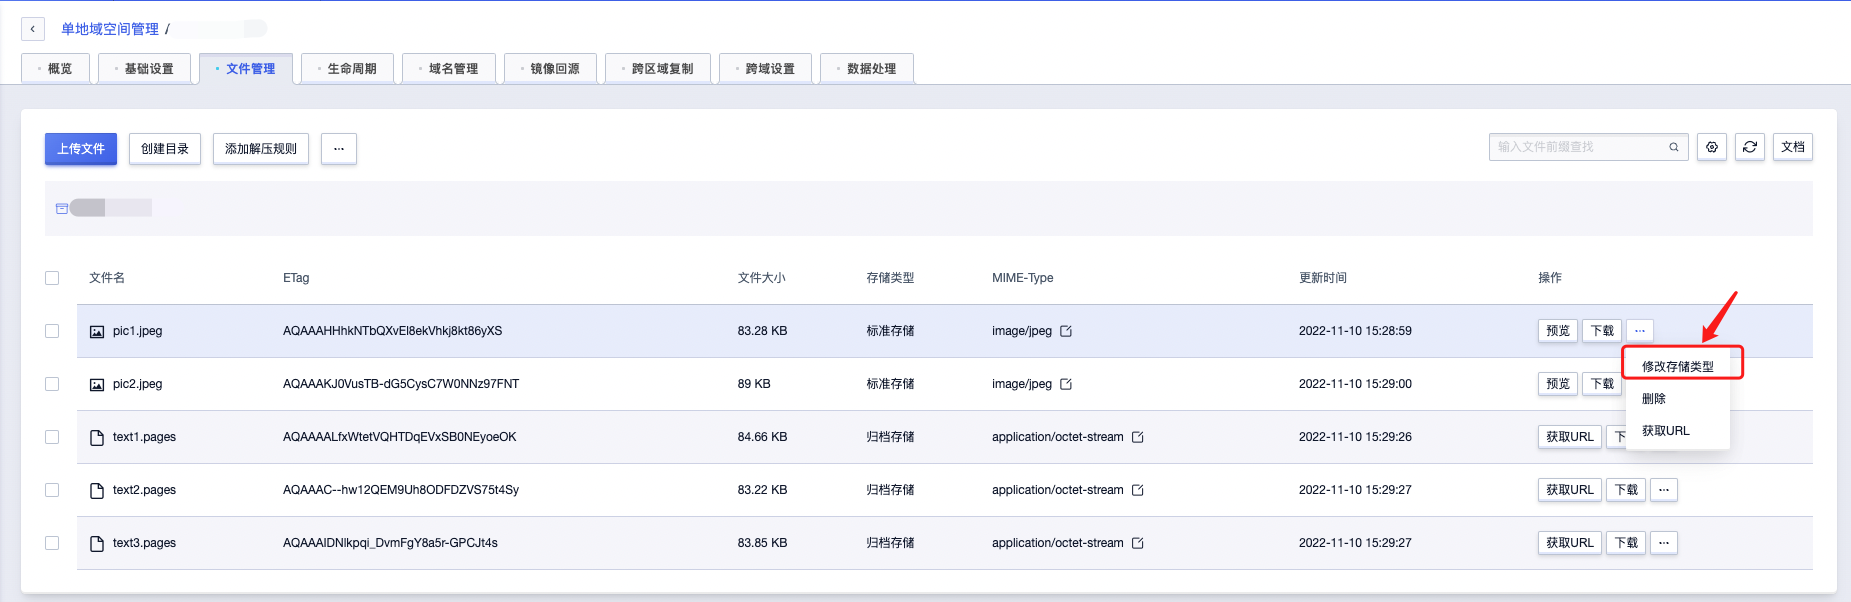 单地域空间管理 /
概览 基础设置 文件管理 生命周期 域名管理 镜像回源 跨区域复制 跨域设置 数据处理
上传文件 创建目录 添加解压规则 ... 输入文件前缀查找 文档
文件名 ETag 文件大小 存储类型 MIME-Type 更新时间 操作
pic1.jpeg AQAAAHHhkNTbQXvEl8ekVhkj8kt86yXS 83.28 KB 标准存储 image/jpeg 2022-11-10 15:28:59 预览 下载 ...
修改存储类型
pic2.jpeg AQAAAKJ0VusTB-dG5CysC7W0NNz97FNT 89 KB 标准存储 image/jpeg 2022-11-10 15:29:00 预览 下载
删除
获取URL
text1.pages AQAAAALfxWtetVQHTDqEVxSB0NEyoeOK 84.66 KB 归档存储 application/octet-stream 2022-11-10 15:29:26 获取URL 下
text2.pages AQAAAC--hw12QEM9Uh8ODFDZVS75t4Sy 83.22 KB 归档存储 application/octet-stream 2022-11-10 15:29:27 获取URL 下载 ...
text3.pages AQAAAIDNlkpqi_DvmFgY8a5r-GPCJt4s 83.85 KB 归档存储 application/octet-stream 2022-11-10 15:29:27 获取URL 下载 ...